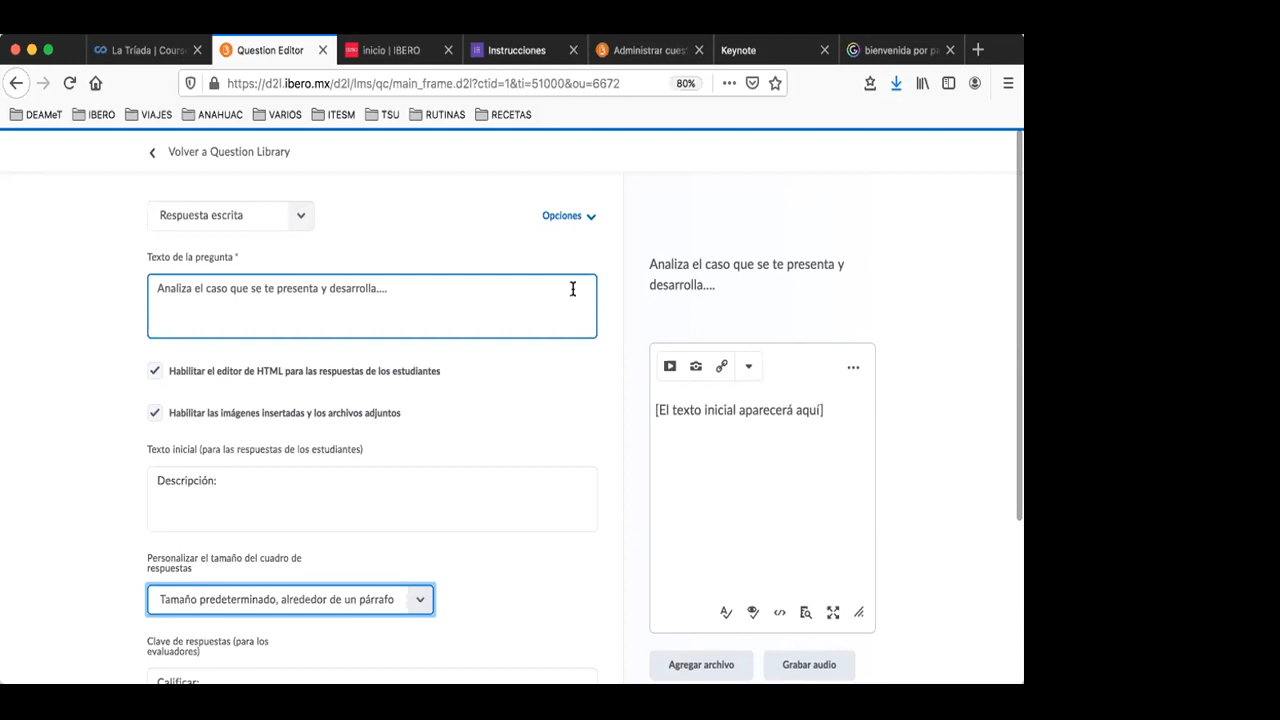 La Tríada | Cours
Question Editor
inicio | IBERO
Instrucciones
Administrar cues
Keynote
bienvenida por pa
https://d2l.ibero.mx/d2l/lms/qc/main_frame.d2l?ctid=1&ti=51000&ou=6672
80%
DEAMeT
IBERO
VIAJES
ANAHUAC
VARIOS
ITESM
TSU
RUTINAS
RECETAS
Volver a Question Library
Respuesta escrita
Opciones
Texto de la pregunta *
Analiza el caso que se te presenta y desarrolla....
Habilitar el editor de HTML para las respuestas de los estudiantes
Habilitar las imágenes insertadas y los archivos adjuntos
Texto inicial (para las respuestas de los estudiantes)
Descripción:
Personalizar el tamaño del cuadro de
respuestas
Tamaño predeterminado, alrededor de un párrafo
Clave de respuestas (para los
evaluadores)
Calificar:
Analiza el caso que se te presenta y
desarrolla....
[El texto inicial aparecerá aquí]
Agregar archivo
Grabar audio